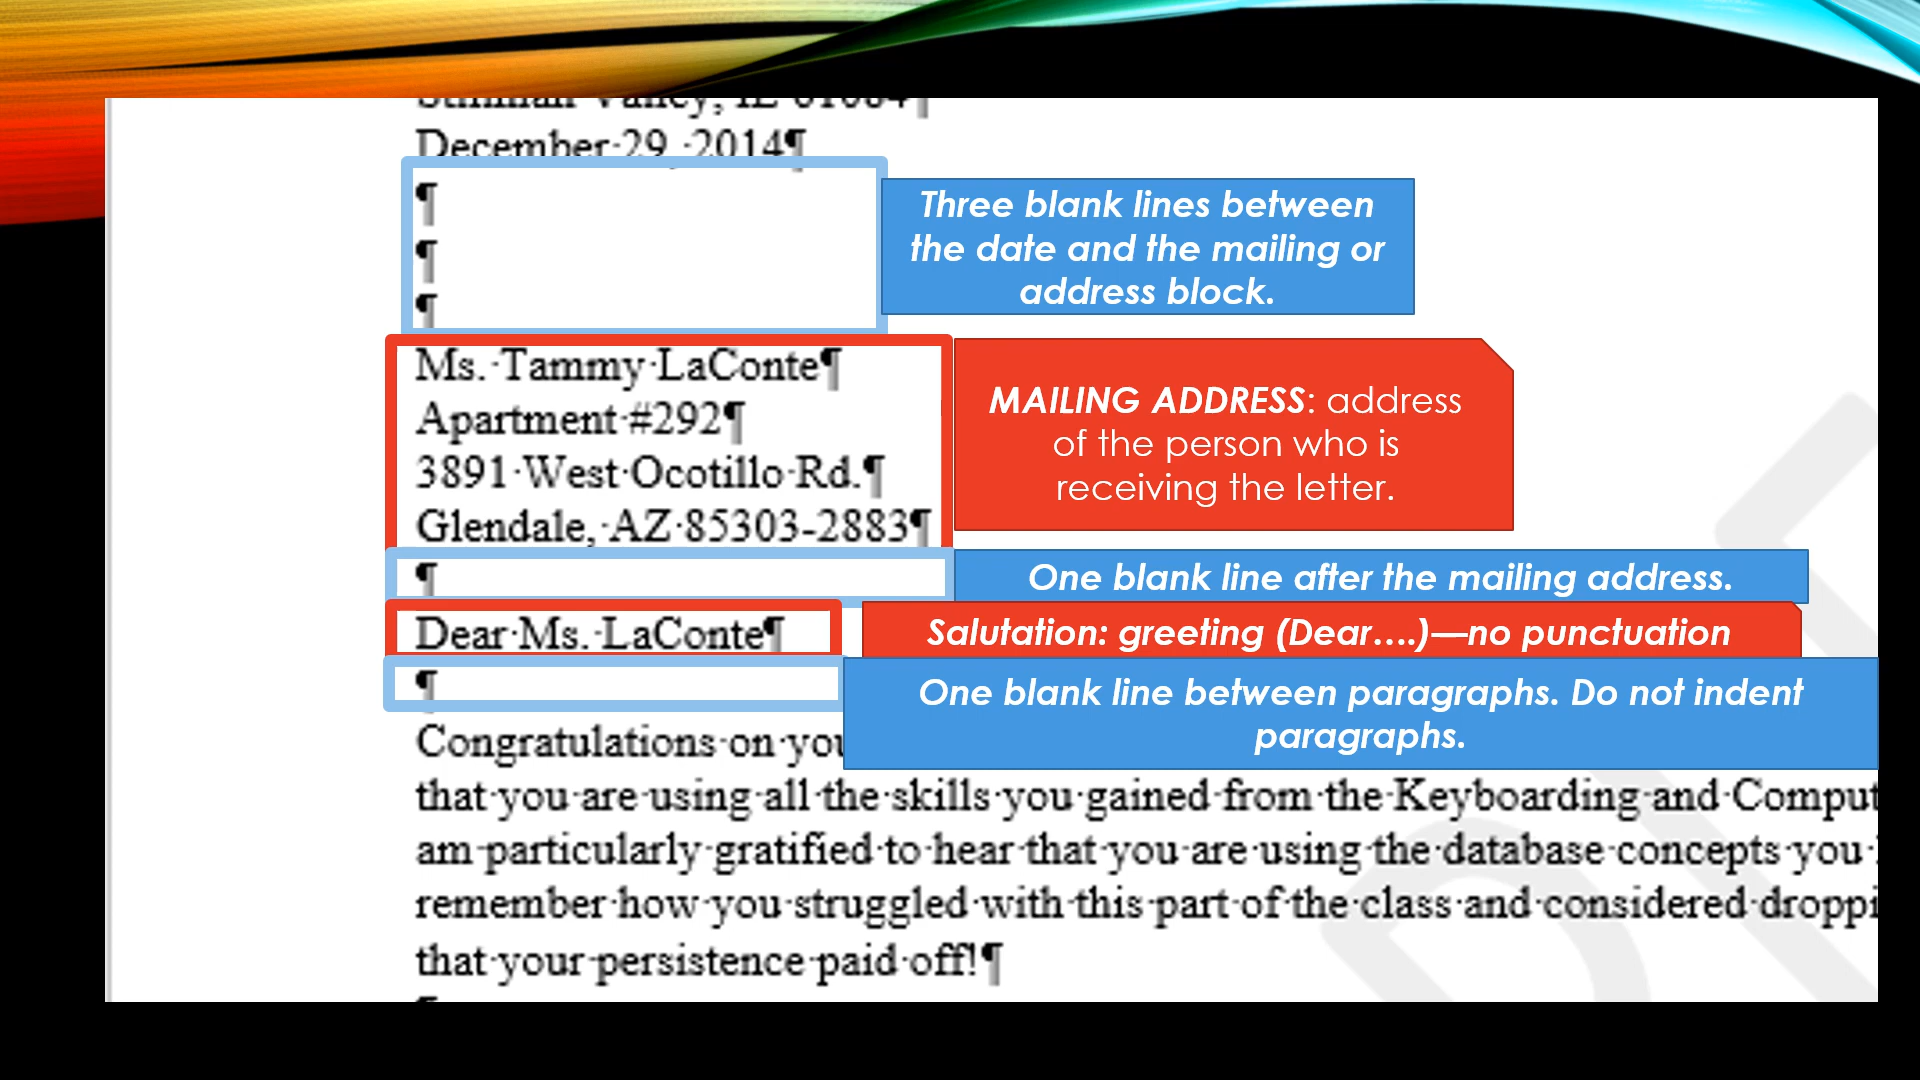 Stillman Valley, IL 61084¶
December 29, 2014¶
¶
¶
¶
Three blank lines between
the date and the mailing or
address block.
Ms. Tammy LaConte¶
Apartment #292¶
3891 West Ocotillo Rd.¶
Glendale, AZ 85303-2883¶
MAILING ADDRESS: address
of the person who is
receiving the letter.
¶
One blank line after the mailing address.
Dear Ms. LaConte¶
Salutation: greeting (Dear....)—no punctuation
¶
One blank line between paragraphs. Do not indent
paragraphs.
Congratulations on
that you are using all the skills you gained from the Keyboarding and
am particularly gratified to hear that you are using the database concepts you
remember how you struggled with this part of the class and considered
that your persistence paid off!¶